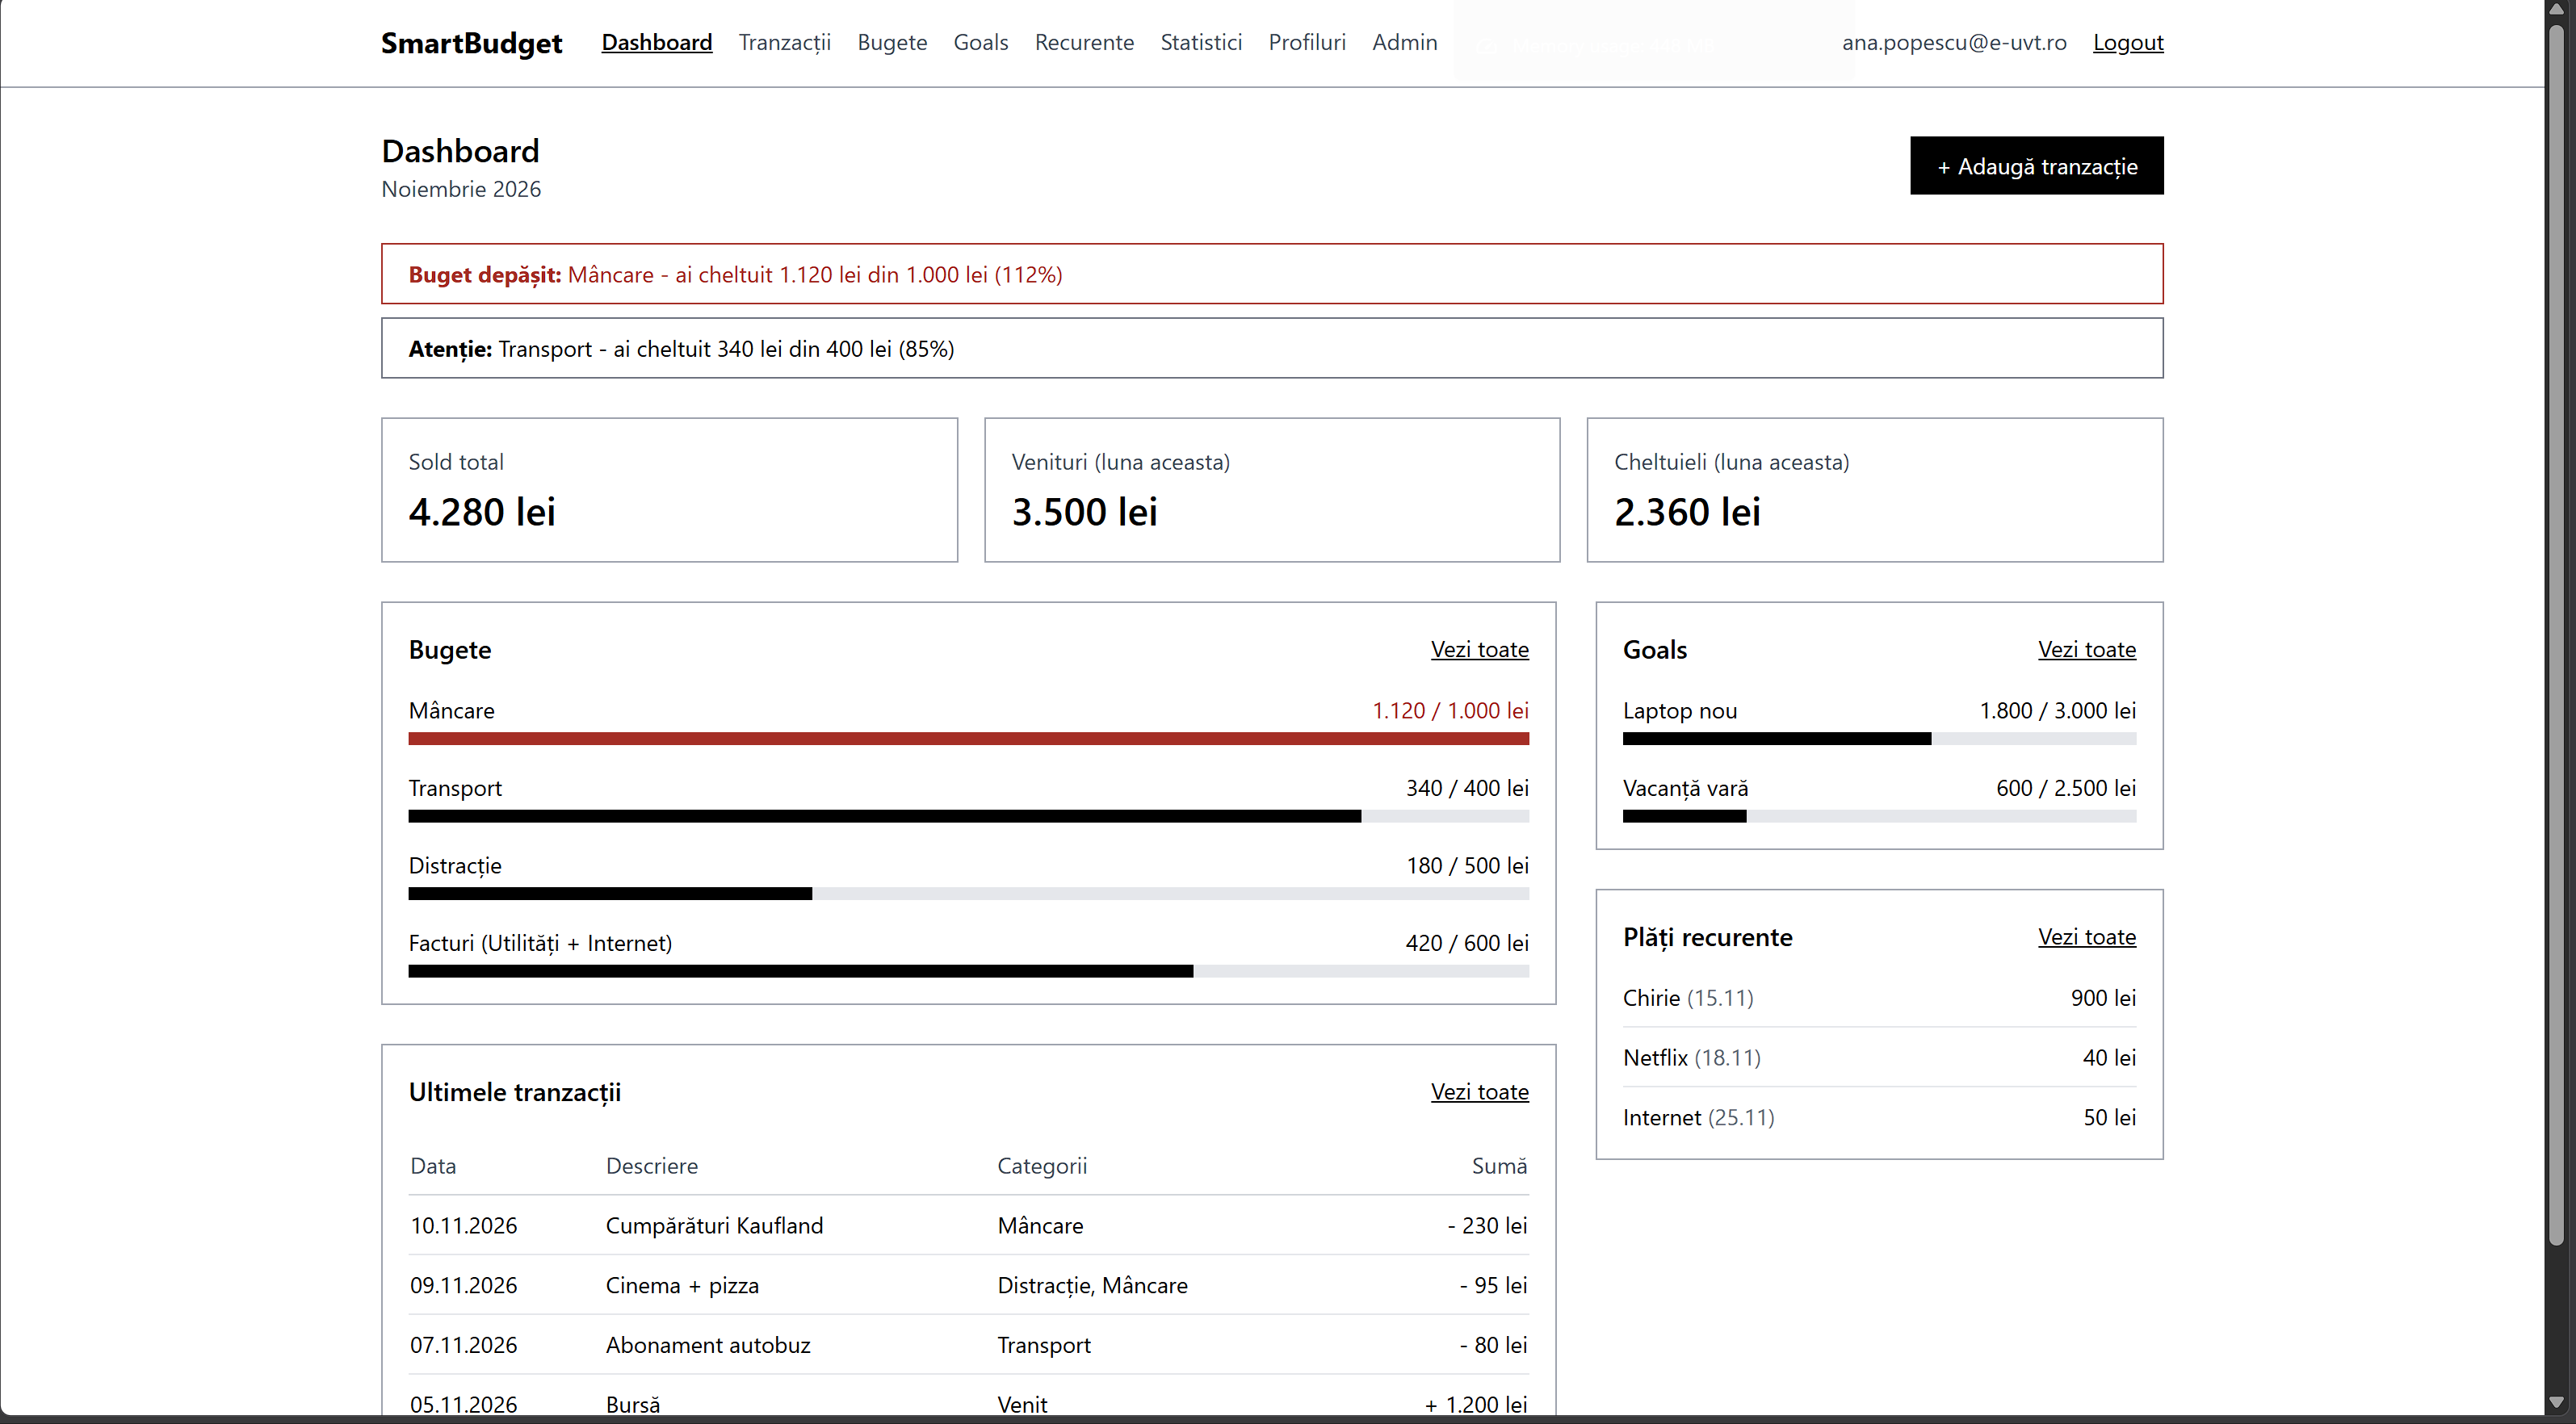 SmartBudget Dashboard Tranzacții Bugete Goals Recurente Statistici Profiluri Admin ana.popescu@e-uvt.ro Logout
Dashboard
Noiembrie 2026
+ Adaugă tranzacție
Buget depășit: Mâncare - ai cheltuit 1.120 lei din 1.000 lei (112%)
Atenție: Transport - ai cheltuit 340 lei din 400 lei (85%)
Sold total
4.280 lei
Venituri (luna aceasta)
3.500 lei
Cheltuieli (luna aceasta)
2.360 lei
Bugete Vezi toate
Mâncare 1.120 / 1.000 lei
Transport 340 / 400 lei
Distracție 180 / 500 lei
Facturi (Utilități + Internet) 420 / 600 lei
Goals Vezi toate
Laptop nou 1.800 / 3.000 lei
Vacanță vară 600 / 2.500 lei
Plăți recurente Vezi toate
Chirie (15.11) 900 lei
Netflix (18.11) 40 lei
Internet (25.11) 50 lei
Ultimele tranzacții Vezi toate
Data Descriere Categorii Sumă
10.11.2026 Cumpărături Kaufland Mâncare - 230 lei
09.11.2026 Cinema + pizza Distracție, Mâncare - 95 lei
07.11.2026 Abonament autobuz Transport - 80 lei
05.11.2026 Bursă Venit + 1.200 lei